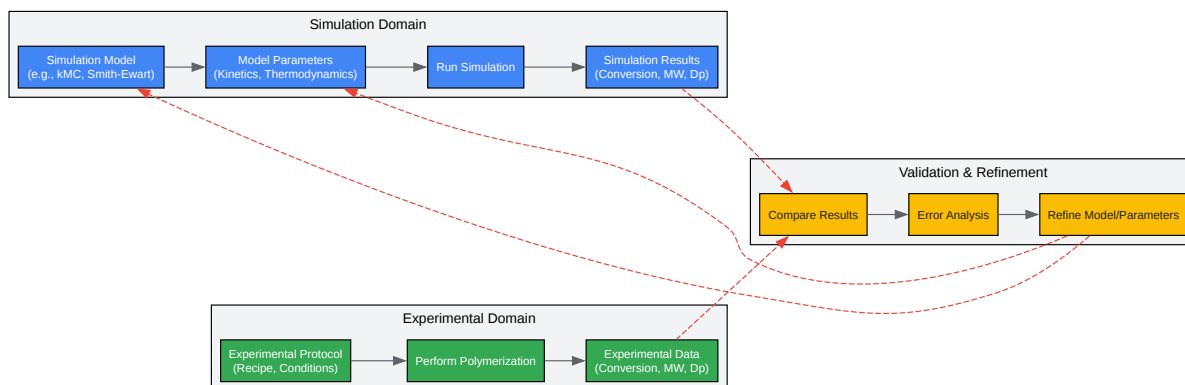 Simulation Domain
Simulation Model
(e.g., kMC, Smith-Ewart)
Model Parameters
(Kinetics, Thermodynamics)
Run Simulation
Simulation Results
(Conversion, MW, Dp)
Validation & Refinement
Compare Results
Error Analysis
Refine Model/Parameters
Experimental Domain
Experimental Protocol
(Recipe, Conditions)
Perform Polymerization
Experimental Data
(Conversion, MW, Dp)